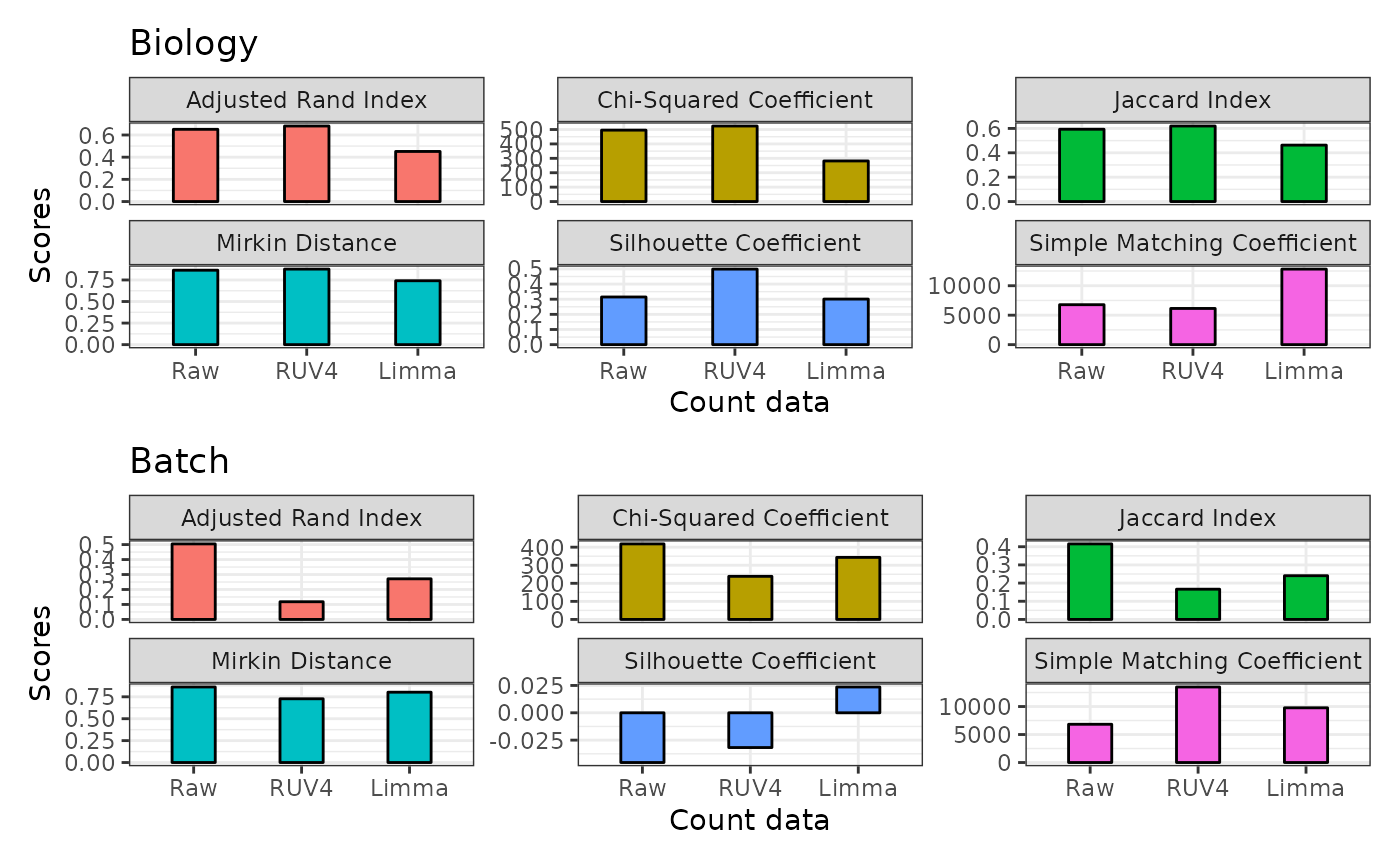 Biology
Adjusted Rand Index Chi-Squared Coefficient Jaccard Index
0.6 0.4 0.2 0.0
500 400 300 200 100 0
0.6 0.4 0.2 0.0
Scores
Mirkin Distance Silhouette Coefficient Simple Matching Coefficient
0.75 0.50 0.25 0.00
0.5 0.4 0.3 0.2 0.1 0.0
10000 5000 0
Raw RUV4 Limma Raw RUV4 Limma Raw RUV4 Limma
Count data
Batch
Adjusted Rand Index Chi-Squared Coefficient Jaccard Index
0.5 0.4 0.3 0.2 0.1 0.0
400 300 200 100 0
0.4 0.3 0.2 0.1 0.0
Scores
Mirkin Distance Silhouette Coefficient Simple Matching Coefficient
0.75 0.50 0.25 0.00
0.025 0.000 -0.025
10000 5000 0
Raw RUV4 Limma Raw RUV4 Limma Raw RUV4 Limma
Count data